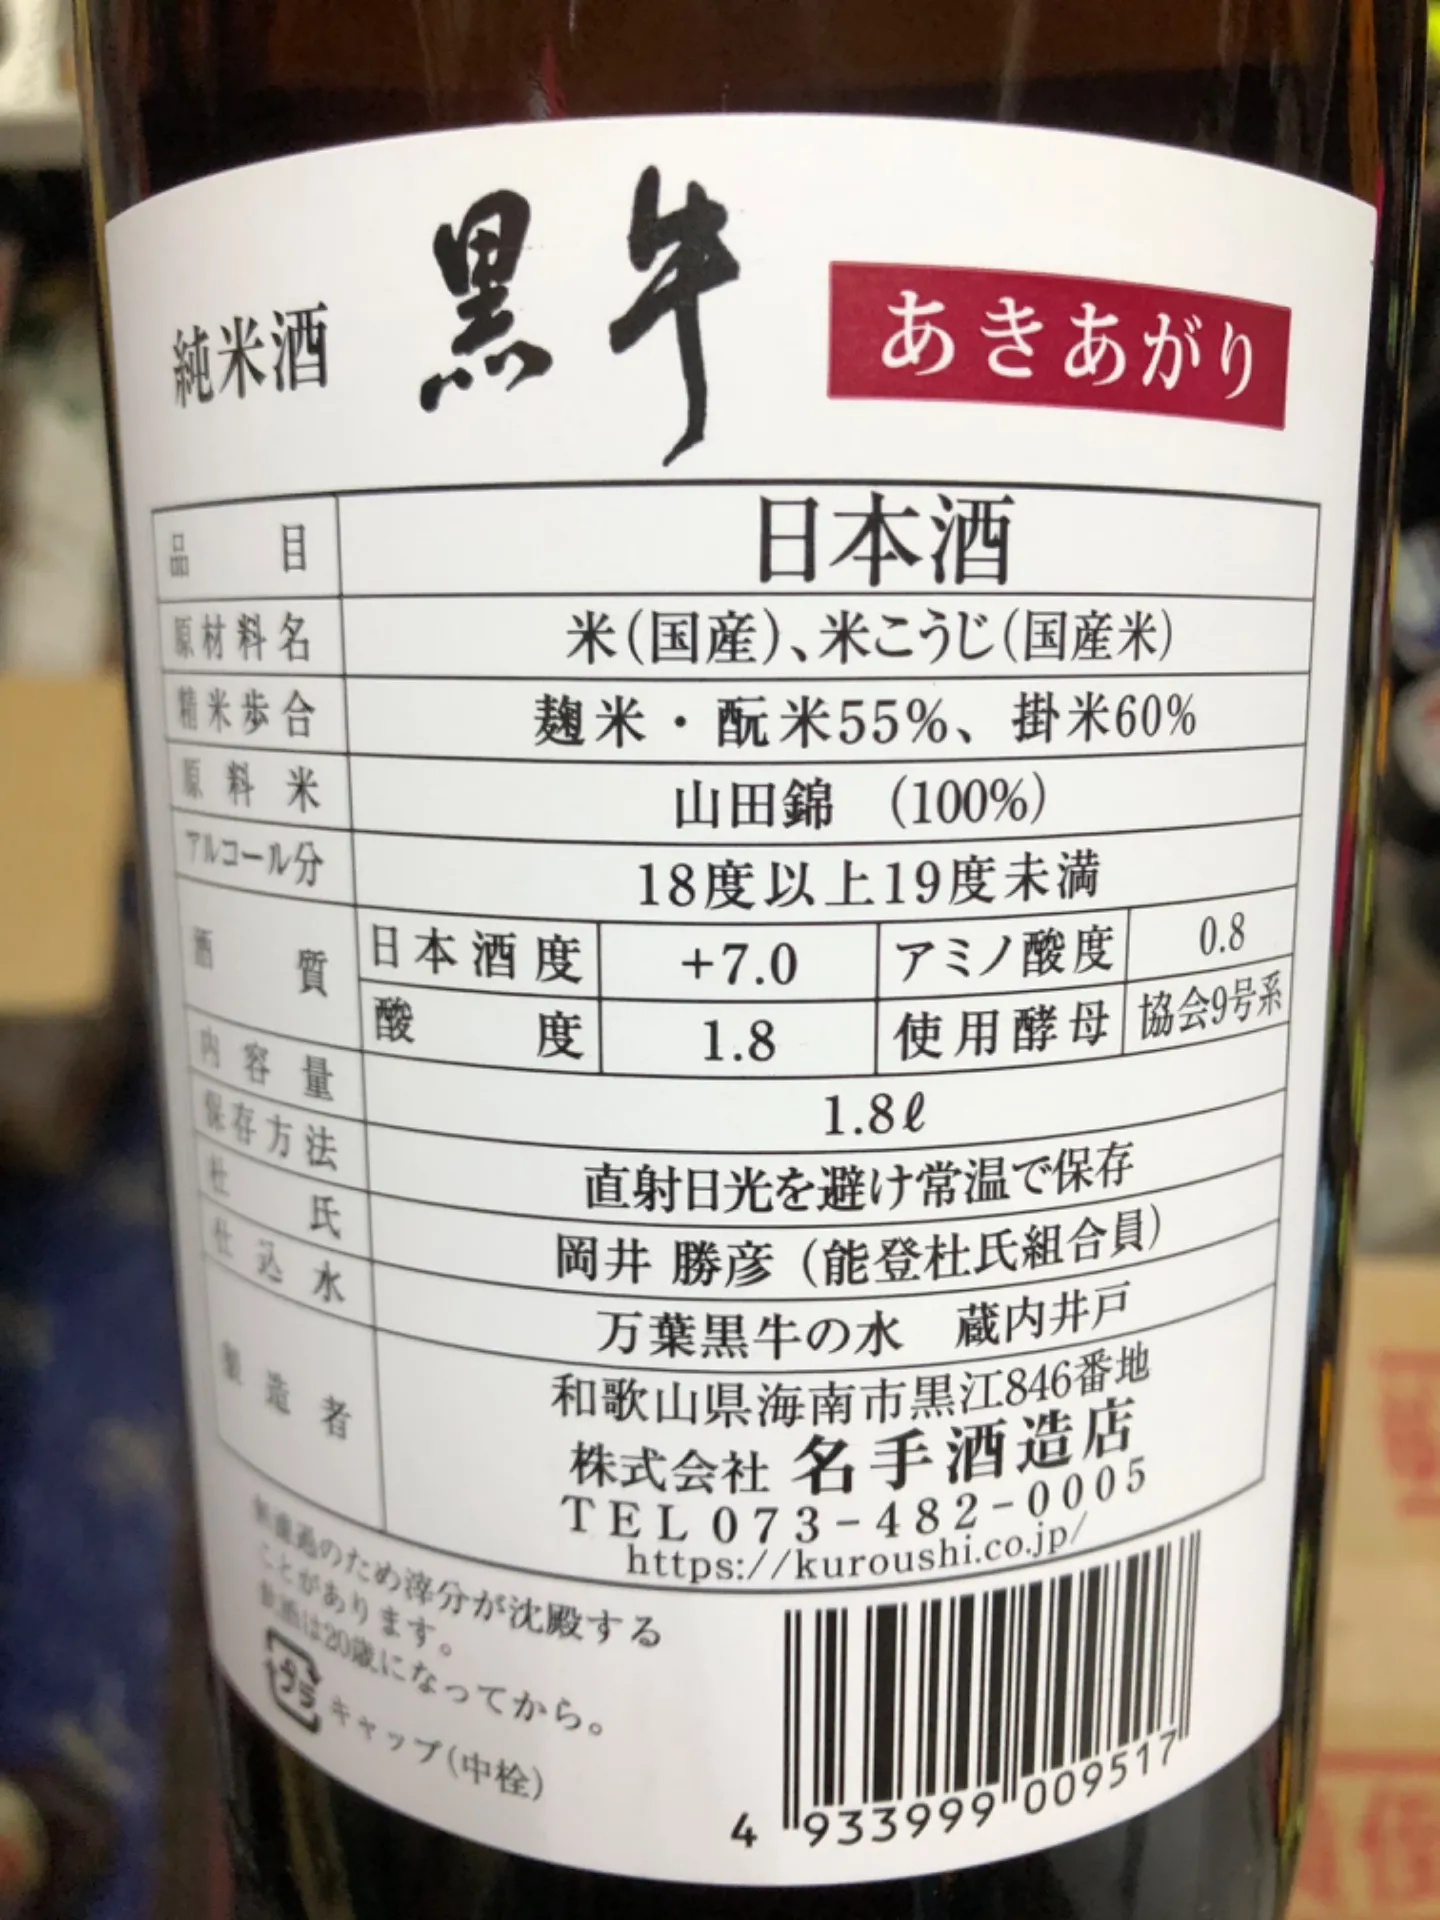 純米酒 黒牛 あきあがり
品目 日本酒
原材料名 米(国産)、米こうじ(国産米)
精米歩合 麹米・酛米55%、掛米60%
原料米 山田錦 (100%)
アルコール分 18度以上19度未満
酒質 日本酒度 +7.0 アミノ酸度 0.8
酸度 1.8 使用酵母 協会9号系
内容量 1.8ℓ
保存方法 直射日光を避け常温で保存
杜氏 岡井 勝彦 (能登杜氏組合員)
仕込水 万葉黒牛の水 蔵内井戸
製造者 和歌山県海南市黒江846番地
株式会社 名手酒造店
TEL 073-482-0005
https://kuroushi.co.jp/
過のため滓分が沈殿する
ことがあります。
飲酒は20歳になってから。
プラ キャップ(中栓)
4 933999 009517